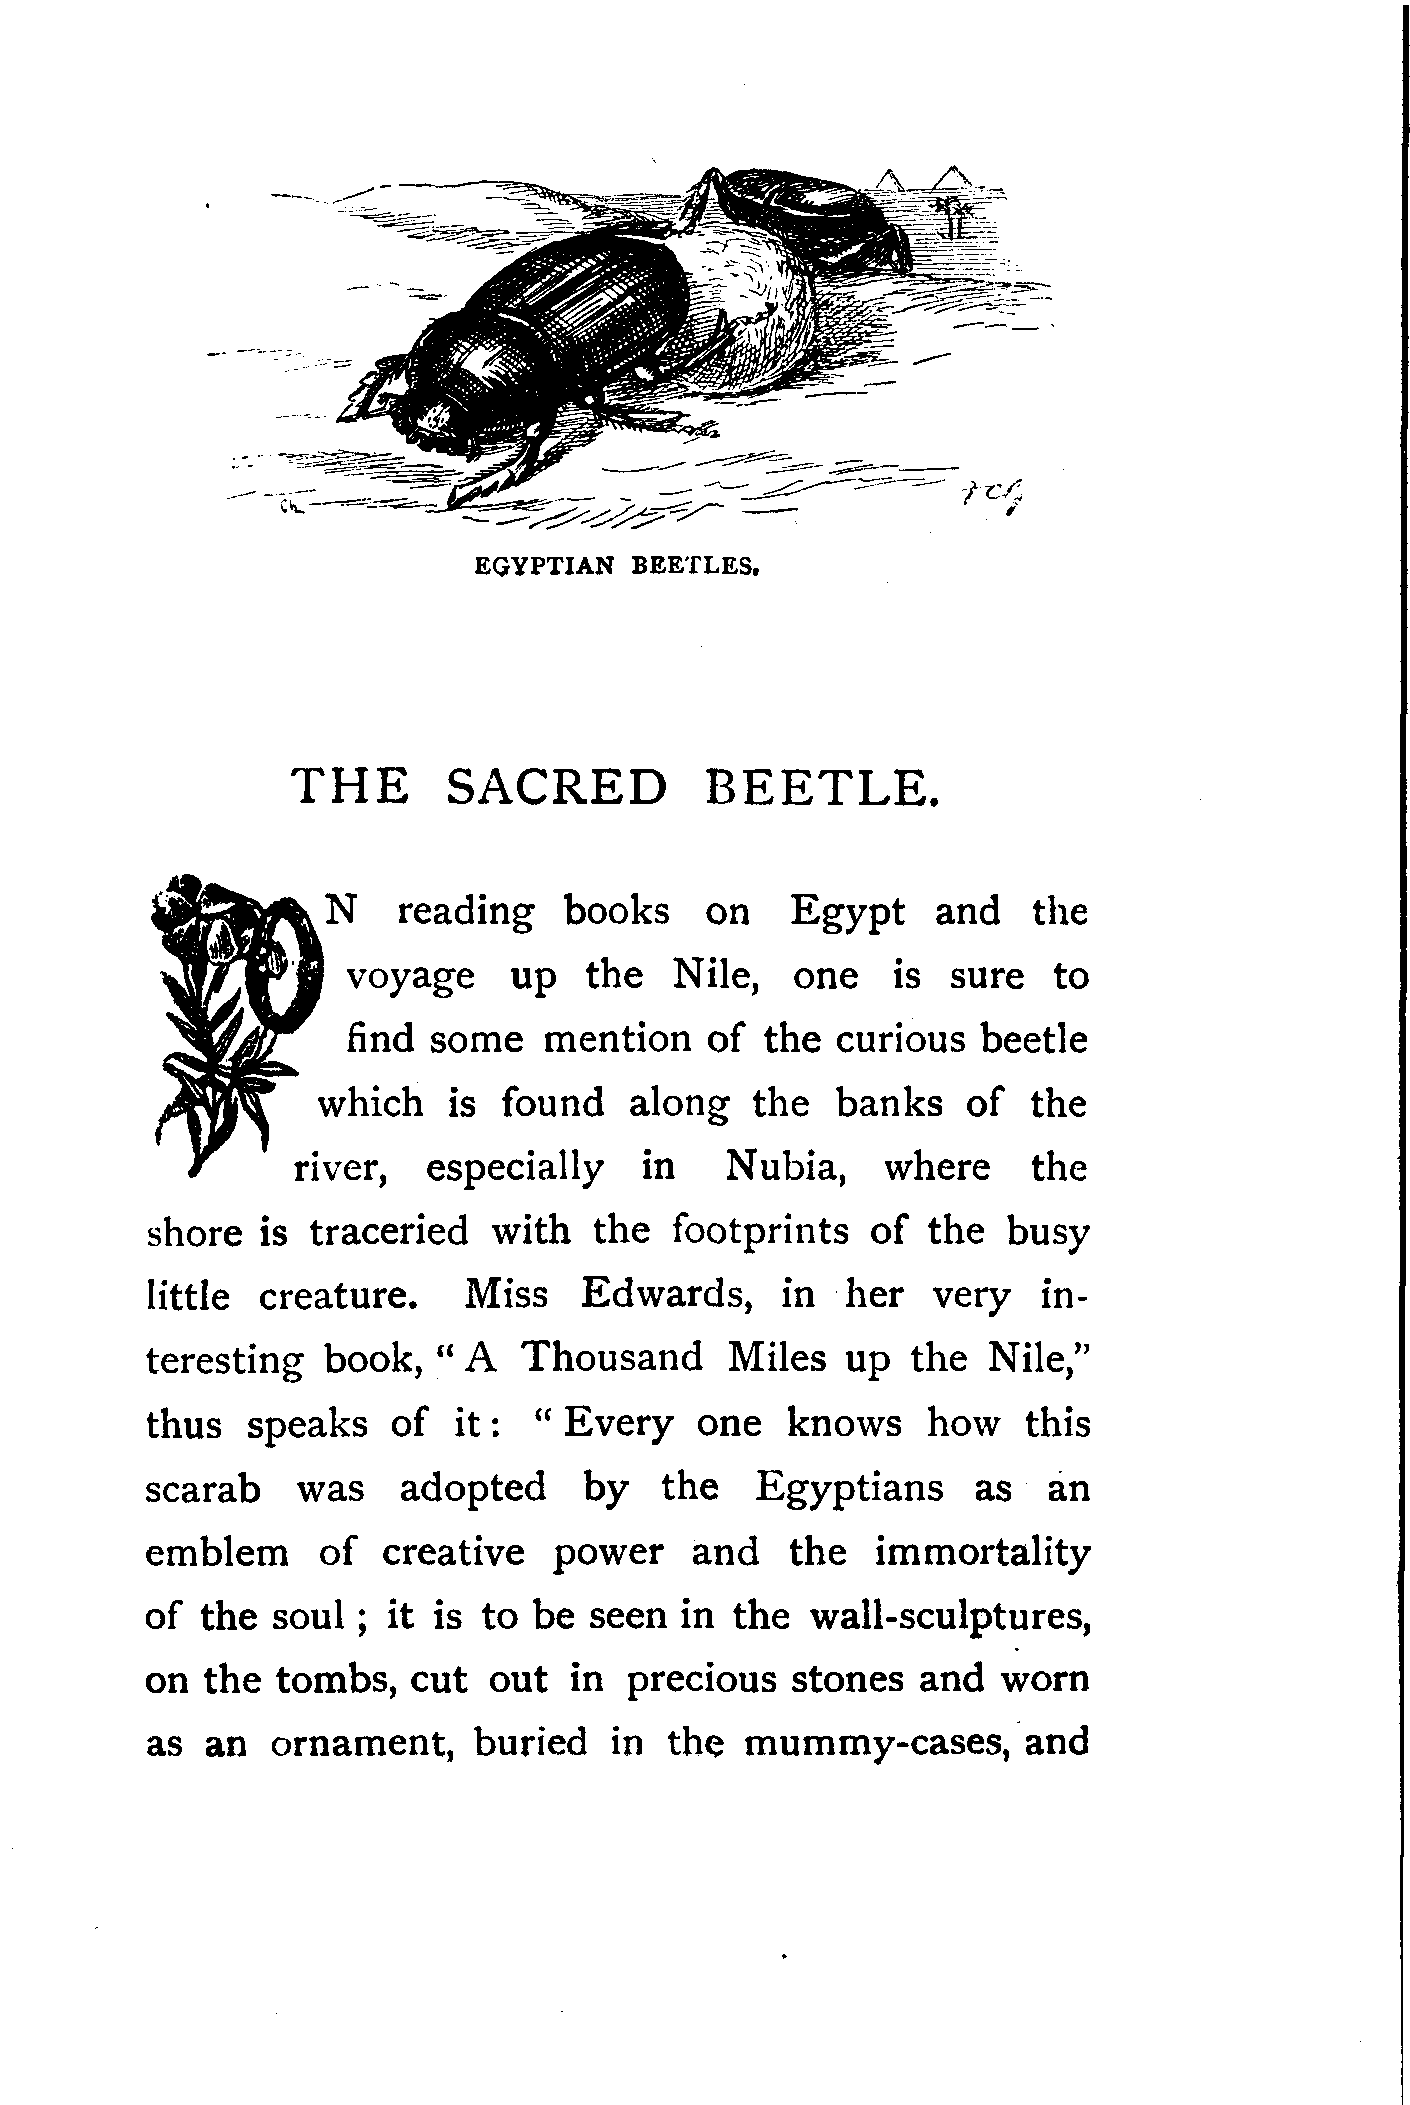 EGYPTIAN BEETLES.
THE SACRED BEETLE.
ON reading books on Egypt and the
voyage up the Nile, one is sure to
find some mention of the curious beetle
which is found along the banks of the
river, especially in Nubia, where the
shore is traceried with the footprints of the busy
little creature. Miss Edwards, in her very in-
teresting book, “A Thousand Miles up the Nile,”
thus speaks of it: “Every one knows how this
scarab was adopted by the Egyptians as an
emblem of creative power and the immortality
of the soul; it is to be seen in the wall-sculptures,
on the tombs, cut out in precious stones and worn
as an ornament, buried in the mummy-cases, and